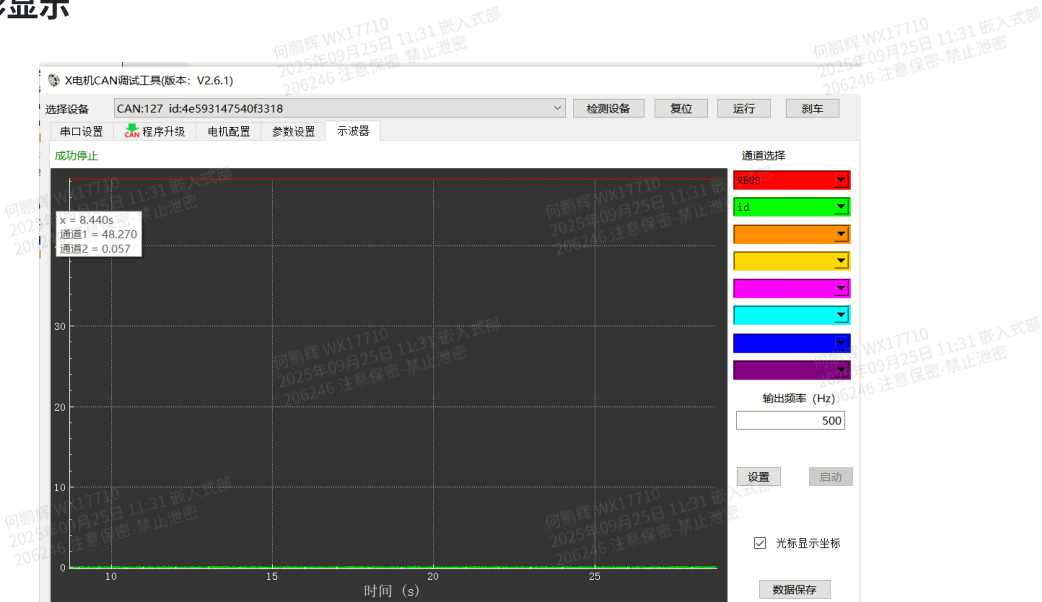 显示
X电机CAN调试工具(版本: V2.6.1)
选择设备 CAN:127 id:4e593147540f3318 检测设备 复位 运行 刹车
串口设置 CAN 程序升级 电机配置 参数设置 示波器
成功停止
通道选择
VBUS
id
x = 8.440s
通道1 = 48.270
通道2 = 0.057
30
20
10
0
10 15 20 25
时间 (s)
输出频率 (Hz)
500
设置 启动
光标显示坐标
数据保存
何鹏辉 WX17710
2025年09月25日 11:31 嵌入式部
206246 注意保密-禁止泄密